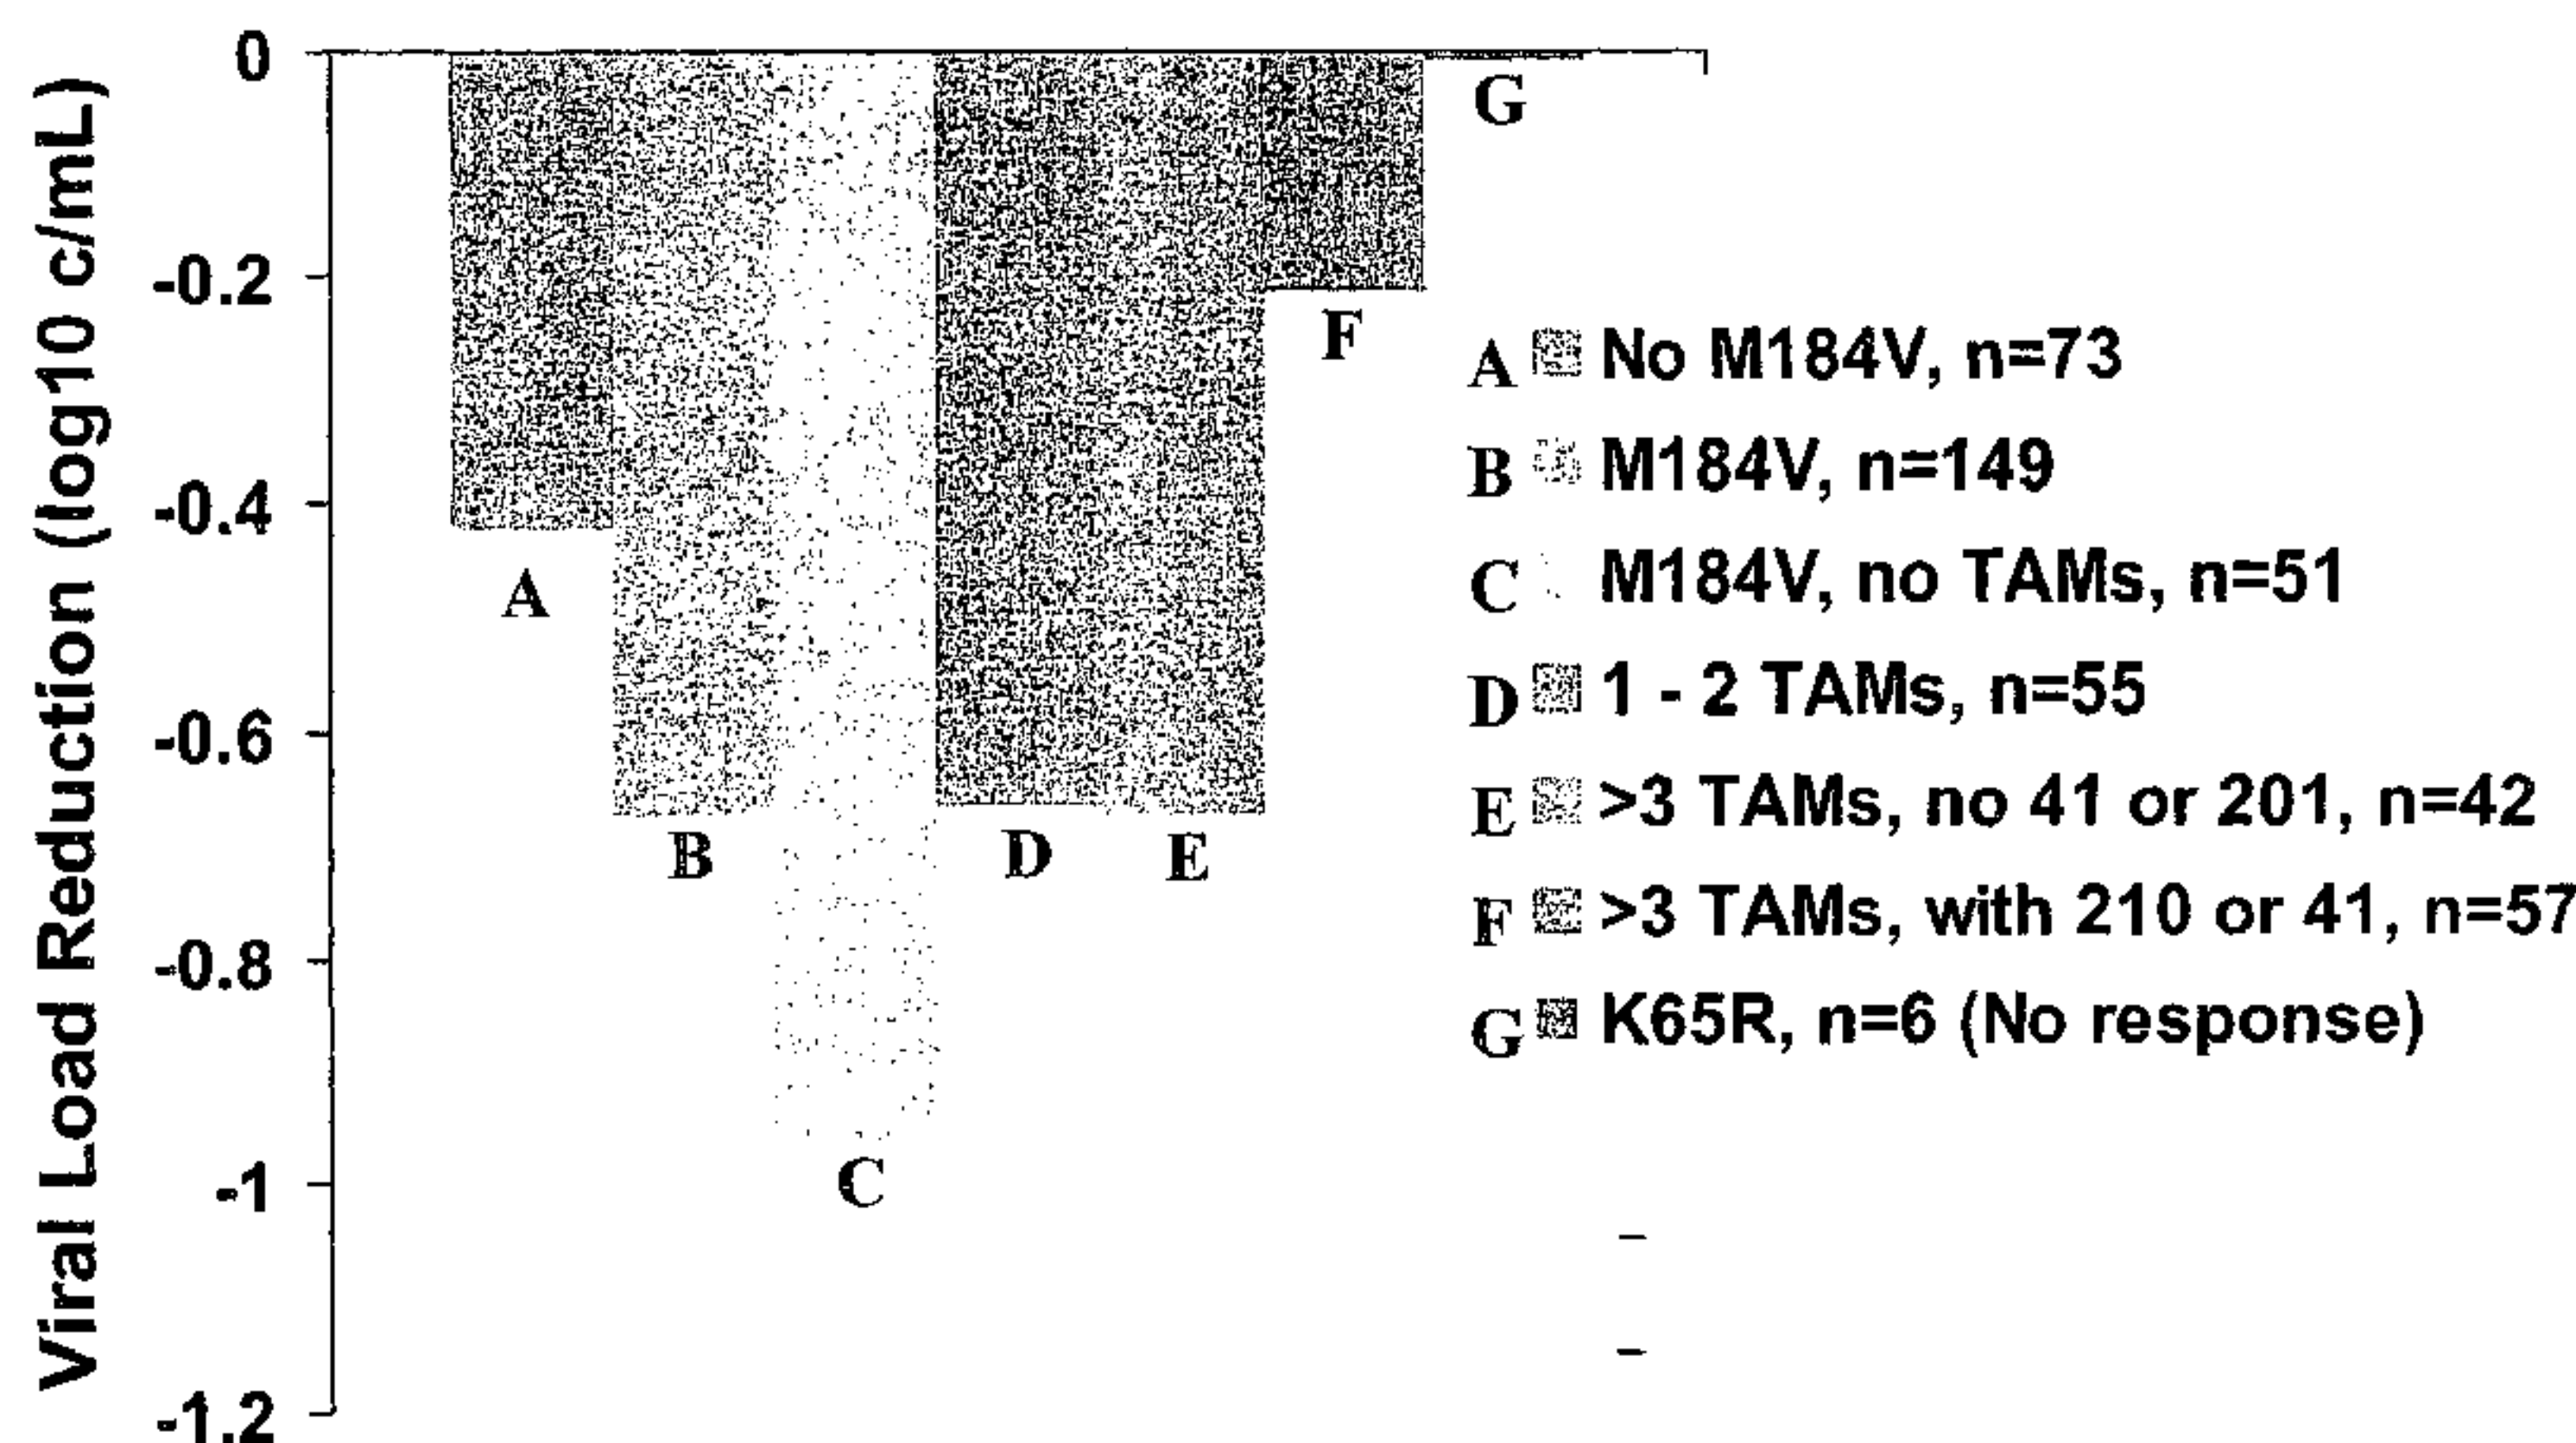 Viral Load Reduction (log10 c/mL)
0
-0.2
-0.4
-0.6
-0.8
-1
-1.2
A
B
C
D
E
F
G
A No M184V, n=73
B M184V, n=149
C M184V, no TAMs, n=51
D 1 - 2 TAMs, n=55
E >3 TAMs, no 41 or 201, n=42
F >3 TAMs, with 210 or 41, n=57
G K65R, n=6 (No response)